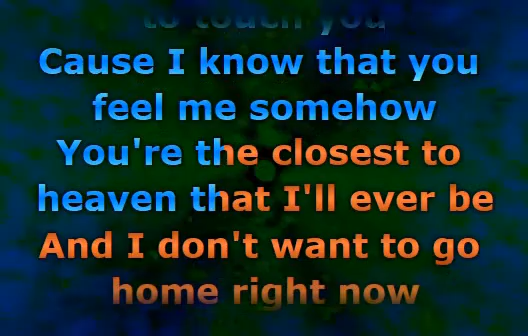 to touch you
Cause I know that you
feel me somehow
You're the closest to
heaven that I'll ever be
And I don't want to go
home right now